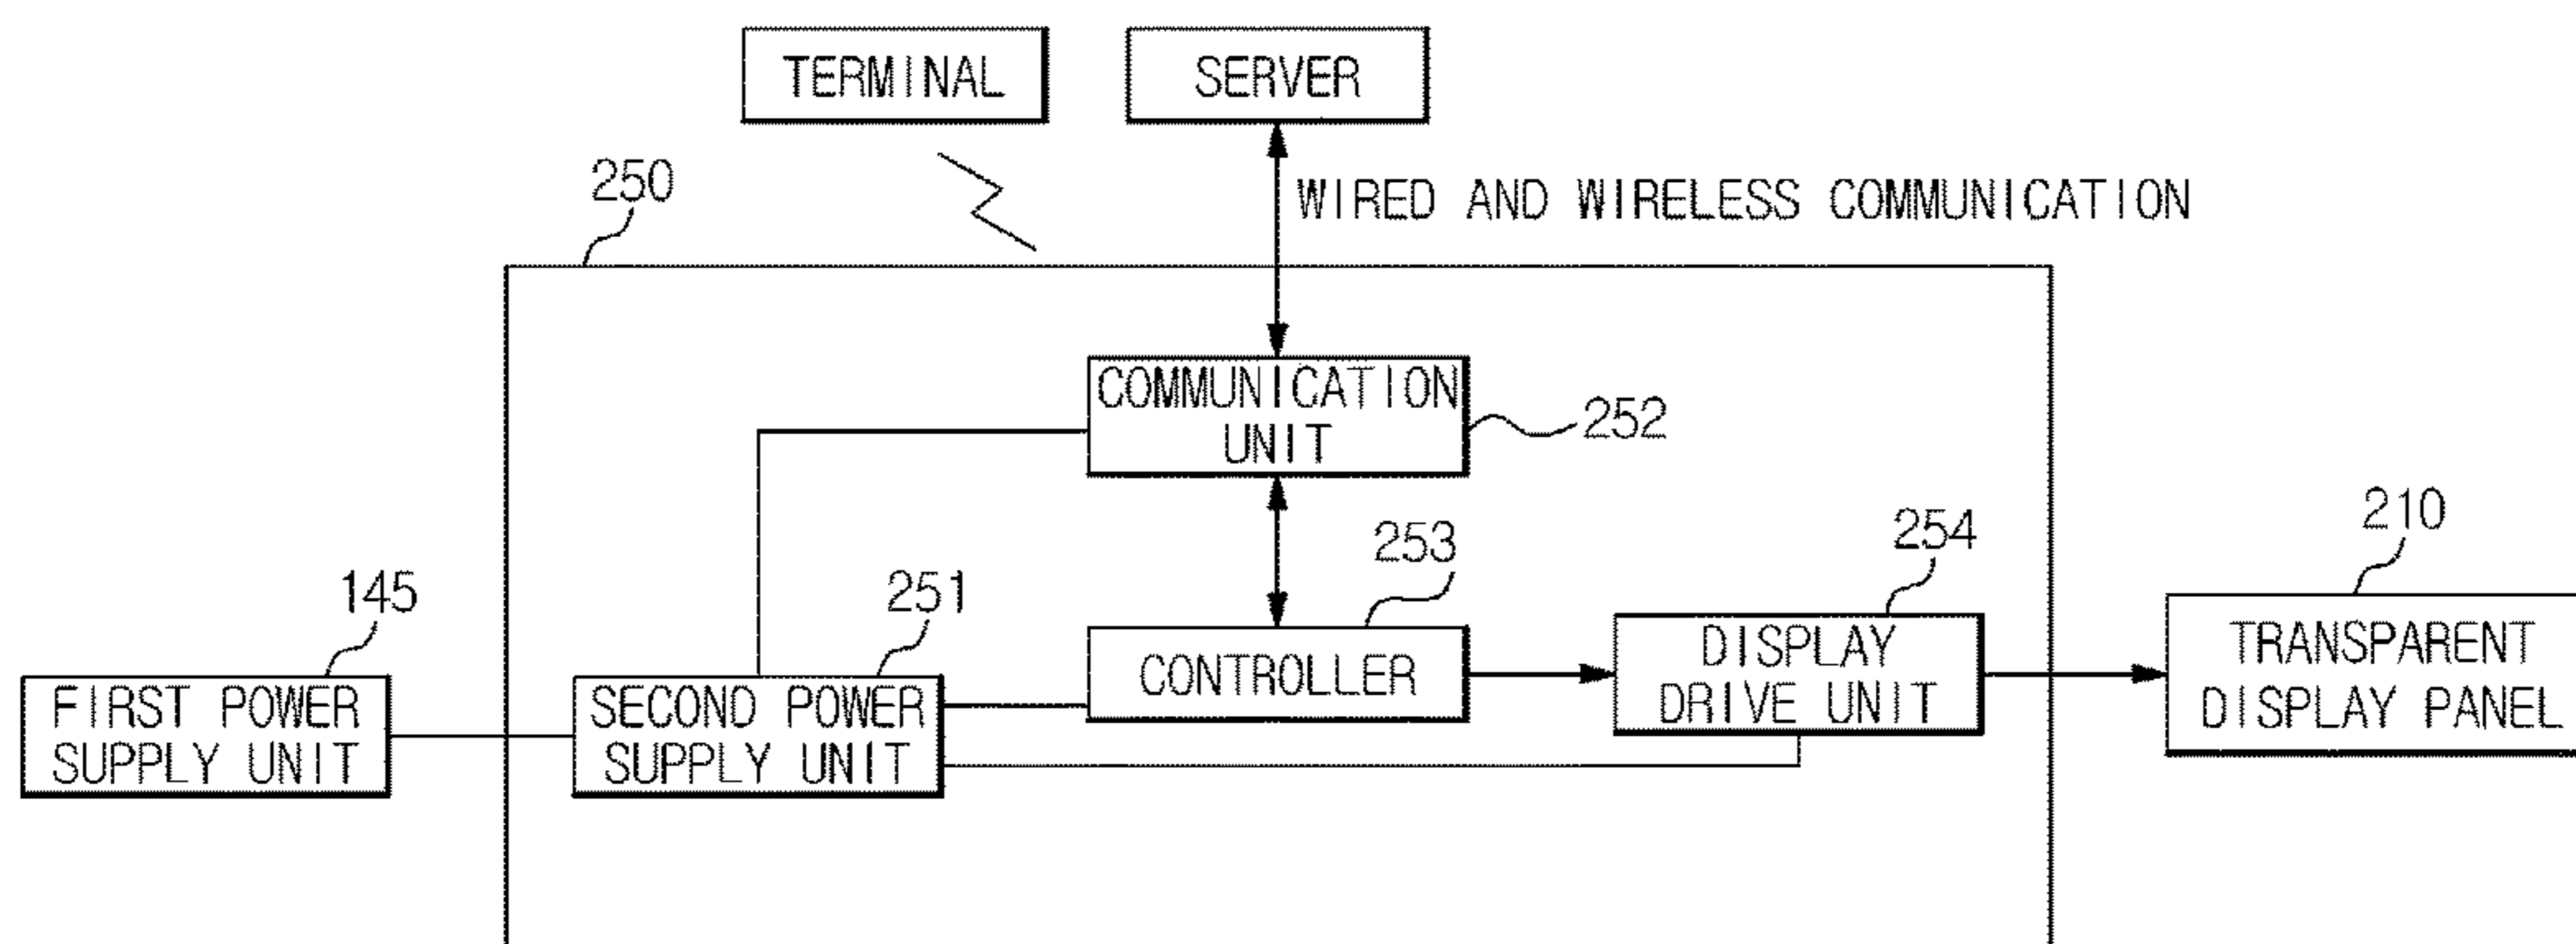 TERMINAL
SERVER
250
WIRED AND WIRELESS COMMUNICATION
COMMUNICATION
UNIT
252
253
254
210
145
251
CONTROLLER
DISPLAY
DRIVE UNIT
TRANSPARENT
DISPLAY PANEL
FIRST POWER
SUPPLY UNIT
SECOND POWER
SUPPLY UNIT